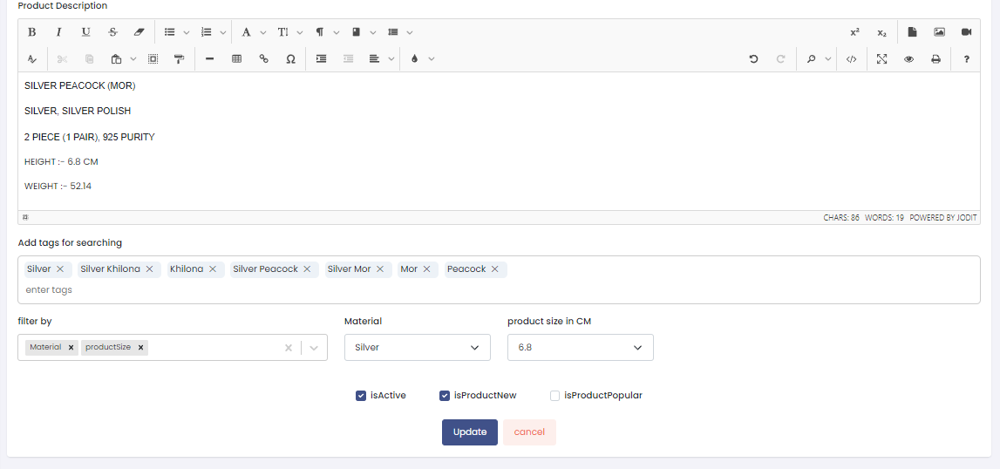 Product Description
SILVER PEACOCK (MOR)
SILVER, SILVER POLISH
2 PIECE (1 PAIR), 925 PURITY
HEIGHT :- 6.8 CM
WEIGHT :- 52.14
CHARS: 86 WORDS: 19 POWERED BY JODIT
Add tags for searching
Silver Silver Khilona Khilona Silver Peacock Silver Mor Mor Peacock
enter tags
filter by Material product size in CM
Material productSize Silver 6.8
isActive isProductNew isProductPopular
Update cancel